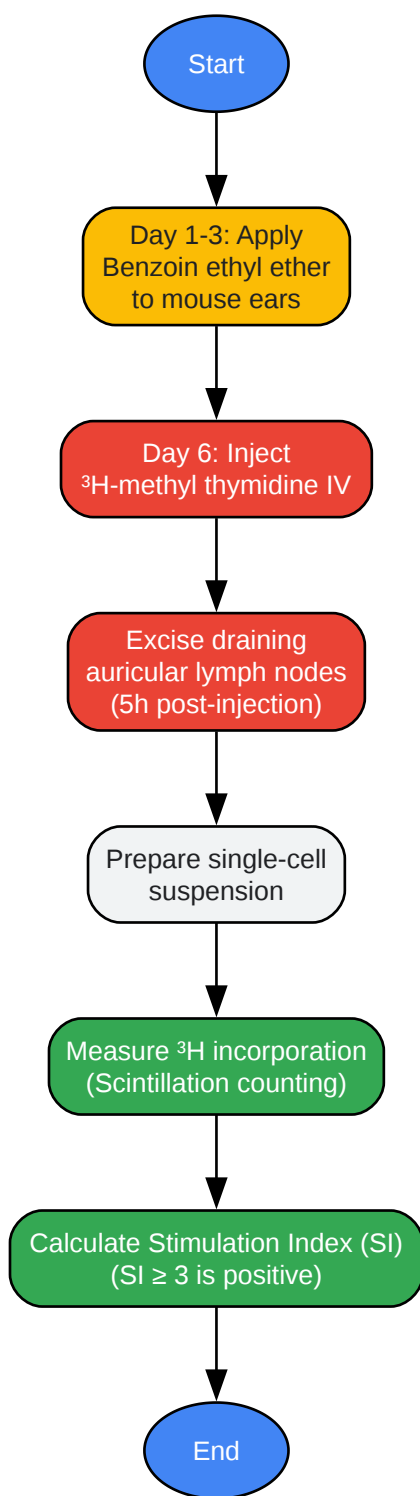 Start
Day 1-3: Apply
Benzoin ethyl ether
to mouse ears
Day 6: Inject
³H-methyl thymidine IV
Excise draining
auricular lymph nodes
(5h post-injection)
Prepare single-cell
suspension
Measure ³H incorporation
(Scintillation counting)
Calculate Stimulation Index (SI)
(SI ≥ 3 is positive)
End